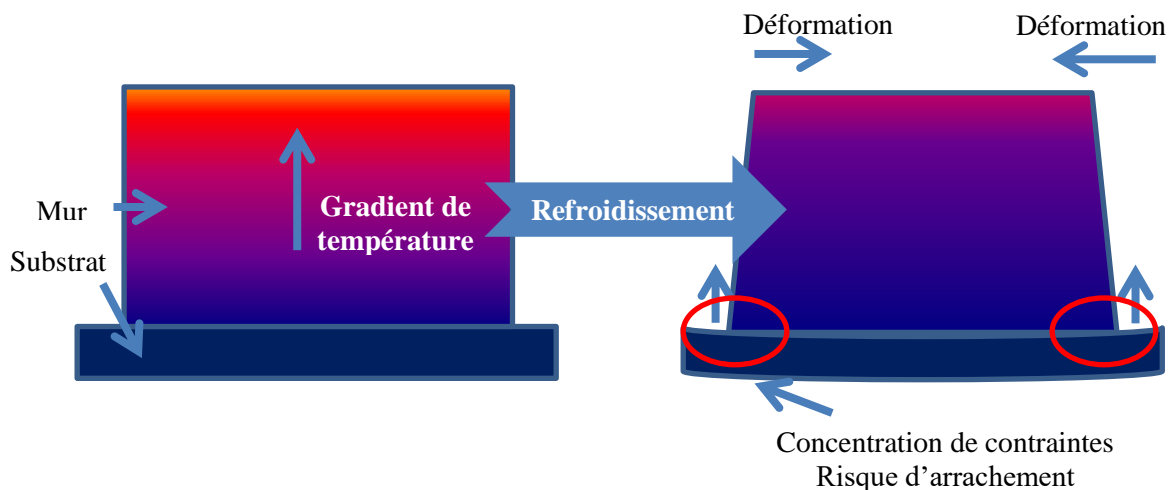 Déformation
Déformation
Mur
Substrat
Gradient de
température
Refroidissement
Concentration de contraintes
Risque d’arrachement